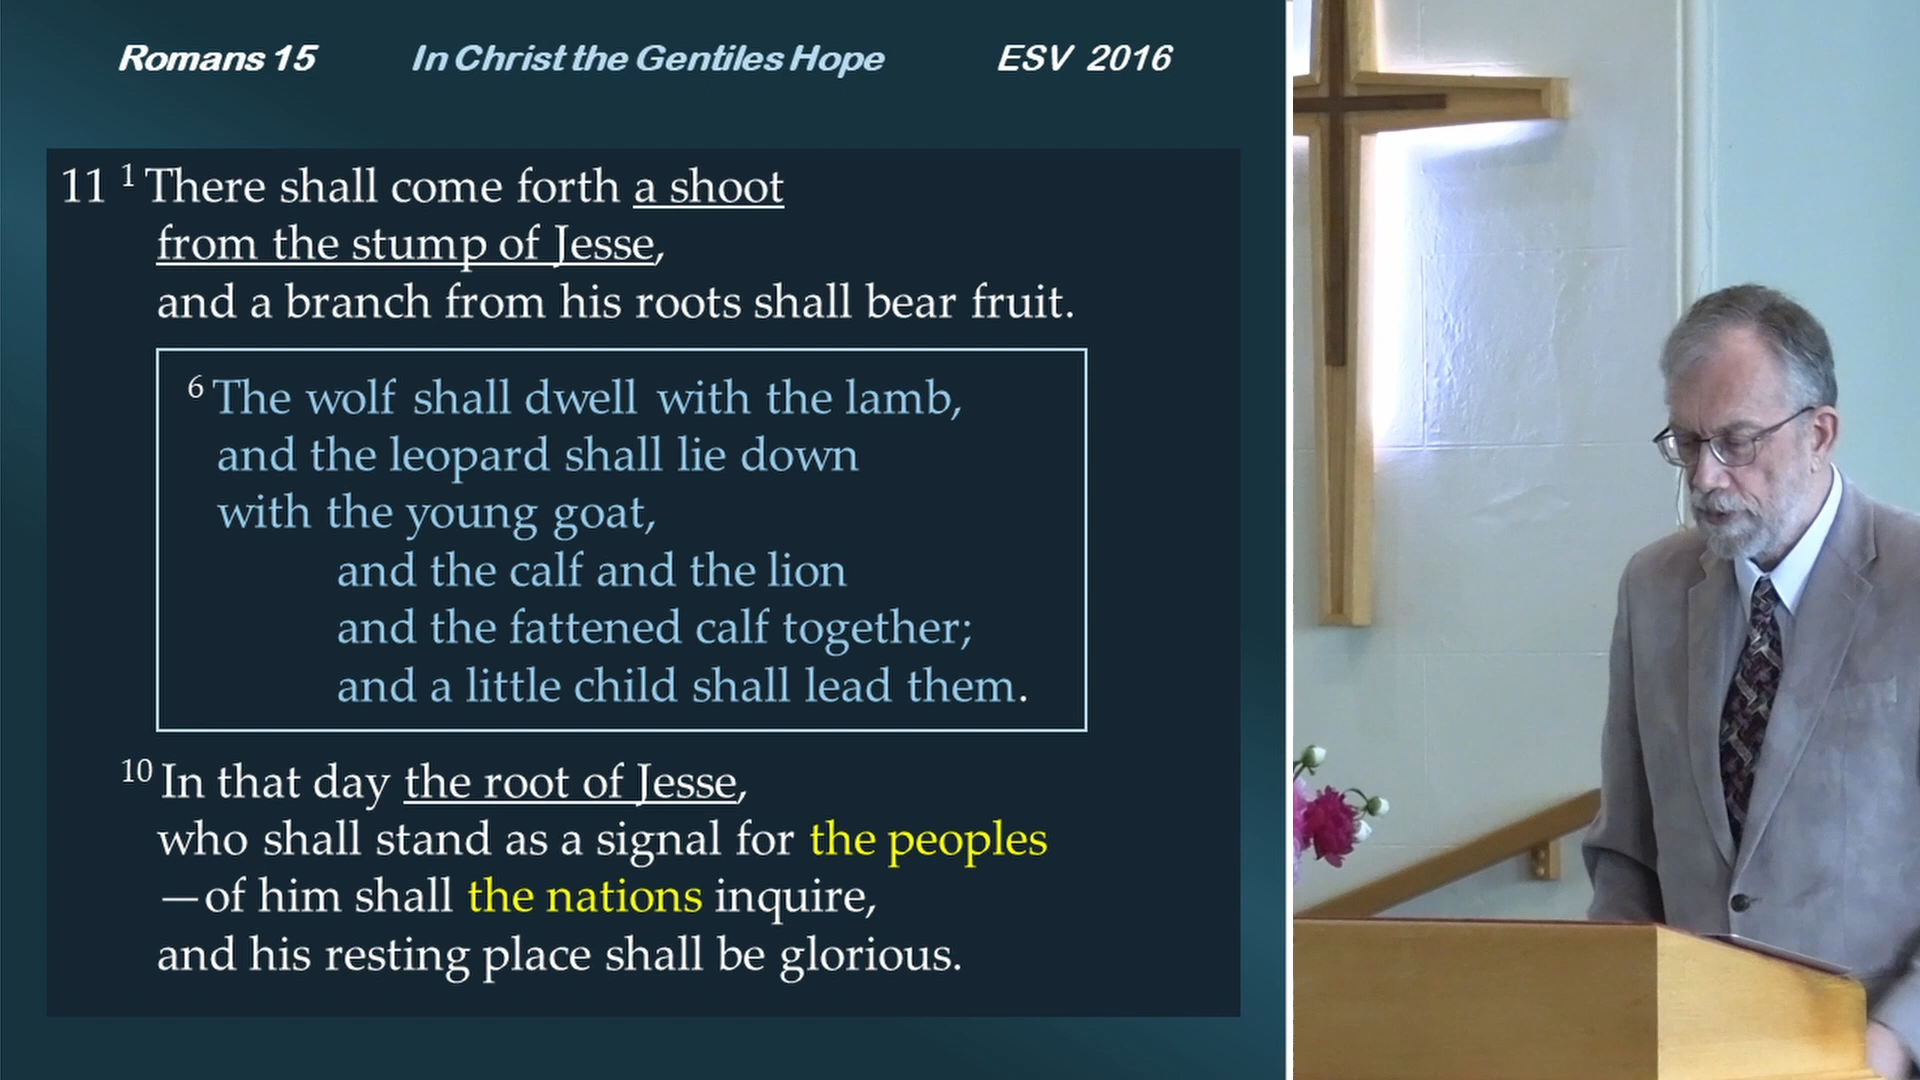 Romans 15 In Christ the Gentiles Hope ESV 2016
11 1 There shall come forth a shoot
from the stump of Jesse,
and a branch from his roots shall bear fruit.
6 The wolf shall dwell with the lamb,
and the leopard shall lie down
with the young goat,
and the calf and the lion
and the fattened calf together;
and a little child shall lead them.
10 In that day the root of Jesse,
who shall stand as a signal for the peoples
—of him shall the nations inquire,
and his resting place shall be glorious.